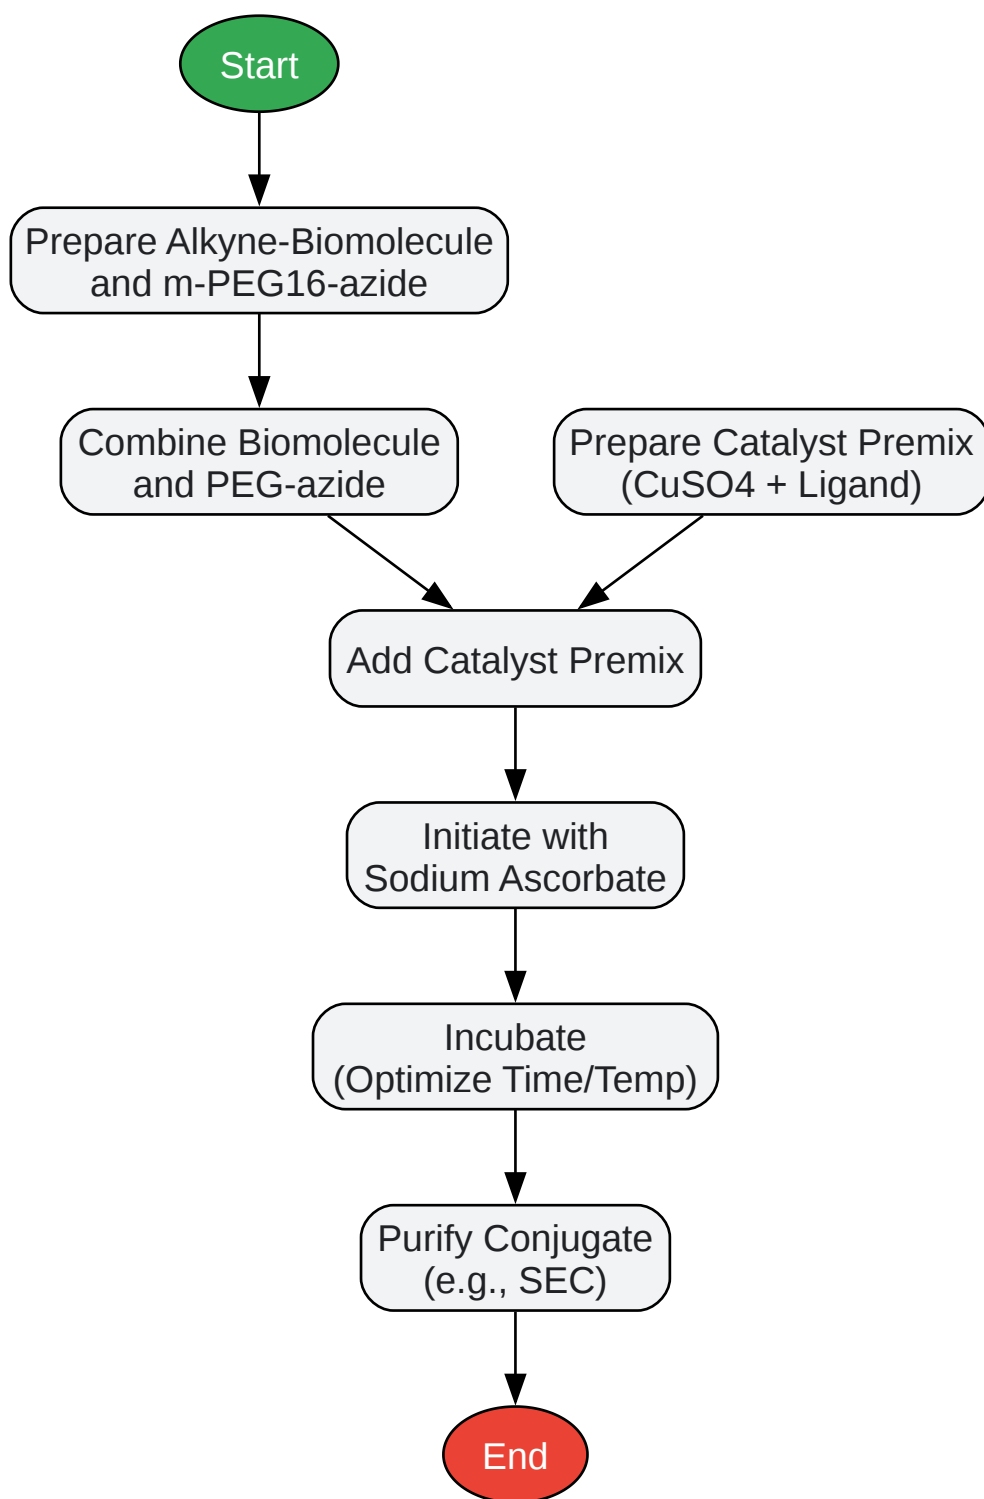 Start
Prepare Alkyne-Biomolecule
and m-PEG16-azide
Combine Biomolecule
and PEG-azide
Prepare Catalyst Premix
(CuSO4 + Ligand)
Add Catalyst Premix
Initiate with
Sodium Ascorbate
Incubate
(Optimize Time/Temp)
Purify Conjugate
(e.g., SEC)
End